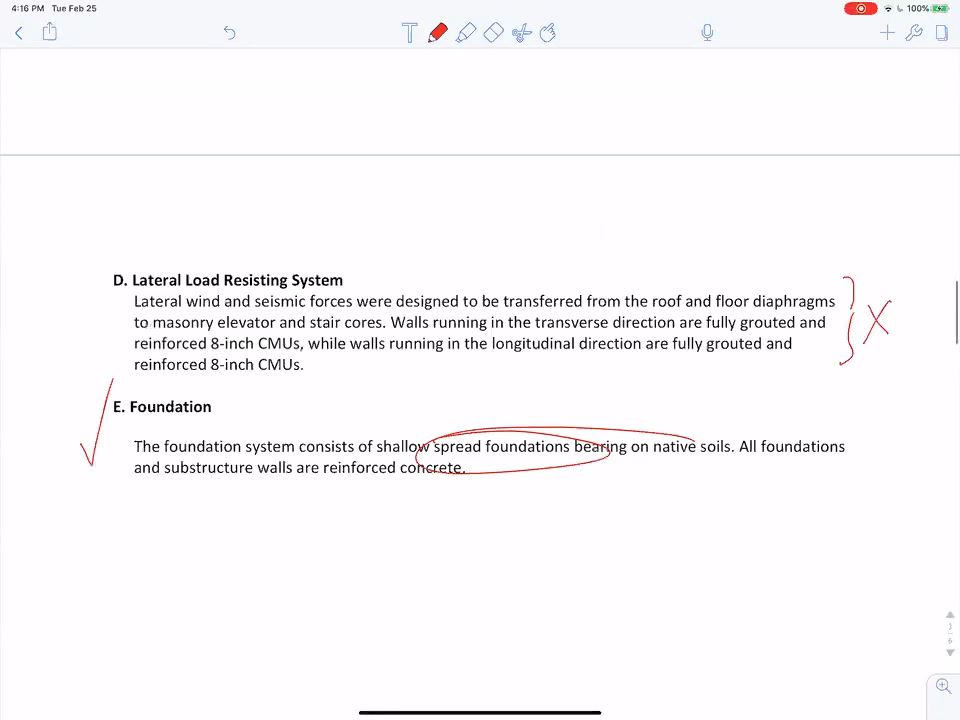 4:16 PM Tue Feb 25
100%
T
D. Lateral Load Resisting System
Lateral wind and seismic forces were designed to be transferred from the roof and floor diaphragms
to masonry elevator and stair cores. Walls running in the transverse direction are fully grouted and
reinforced 8-inch CMUs, while walls running in the longitudinal direction are fully grouted and
reinforced 8-inch CMUs.
X
E. Foundation
The foundation system consists of shallow spread foundations bearing on native soils. All foundations
and substructure walls are reinforced concrete.